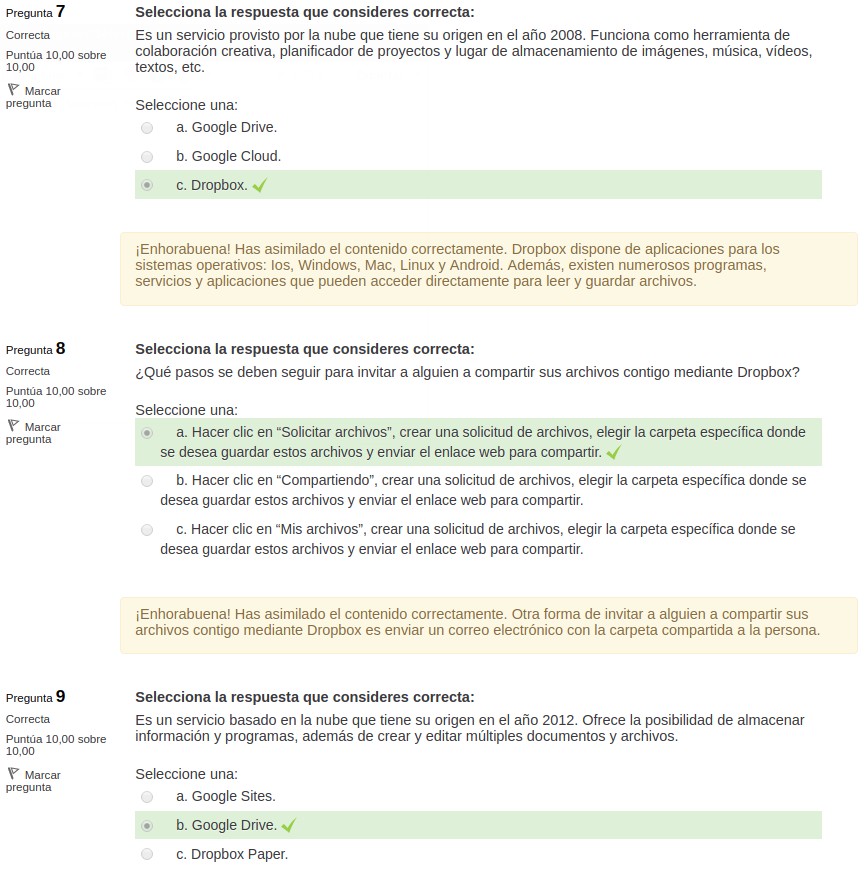 Pregunta 7
Correcta
Puntúa 10,00 sobre
10,00
Marcar
pregunta
Selecciona la respuesta que consideres correcta:
Es un servicio provisto por la nube que tiene su origen en el año 2008. Funciona como herramienta de
colaboración creativa, planificador de proyectos y lugar de almacenamiento de imágenes, música, vídeos,
textos, etc.
Seleccione una:
a. Google Drive.
b. Google Cloud.
c. Dropbox.
¡Enhorabuena! Has asimilado el contenido correctamente. Dropbox dispone de aplicaciones para los
sistemas operativos: Ios, Windows, Mac, Linux y Android. Además, existen numerosos programas,
servicios y aplicaciones que pueden acceder directamente para leer y guardar archivos.
Pregunta 8
Correcta
Puntúa 10,00 sobre
10,00
Marcar
pregunta
Selecciona la respuesta que consideres correcta:
¿Qué pasos se deben seguir para invitar a alguien a compartir sus archivos contigo mediante Dropbox?
Seleccione una:
a. Hacer clic en “Solicitar archivos”, crear una solicitud de archivos, elegir la carpeta específica donde
se desea guardar estos archivos y enviar el enlace web para compartir.
b. Hacer clic en “Compartiendo”, crear una solicitud de archivos, elegir la carpeta específica donde se
desea guardar estos archivos y enviar el enlace web para compartir.
c. Hacer clic en “Mis archivos”, crear una solicitud de archivos, elegir la carpeta específica donde se
desea guardar estos archivos y enviar el enlace web para compartir.
¡Enhorabuena! Has asimilado el contenido correctamente. Otra forma de invitar a alguien a compartir sus
archivos contigo mediante Dropbox es enviar un correo electrónico con la carpeta compartida a la persona.
Pregunta 9
Correcta
Puntúa 10,00 sobre
10,00
Marcar
pregunta
Selecciona la respuesta que consideres correcta:
Es un servicio basado en la nube que tiene su origen en el año 2012. Ofrece la posibilidad de almacenar
información y programas, además de crear y editar múltiples documentos y archivos.
Seleccione una:
a. Google Sites.
b. Google Drive.
c. Dropbox Paper.